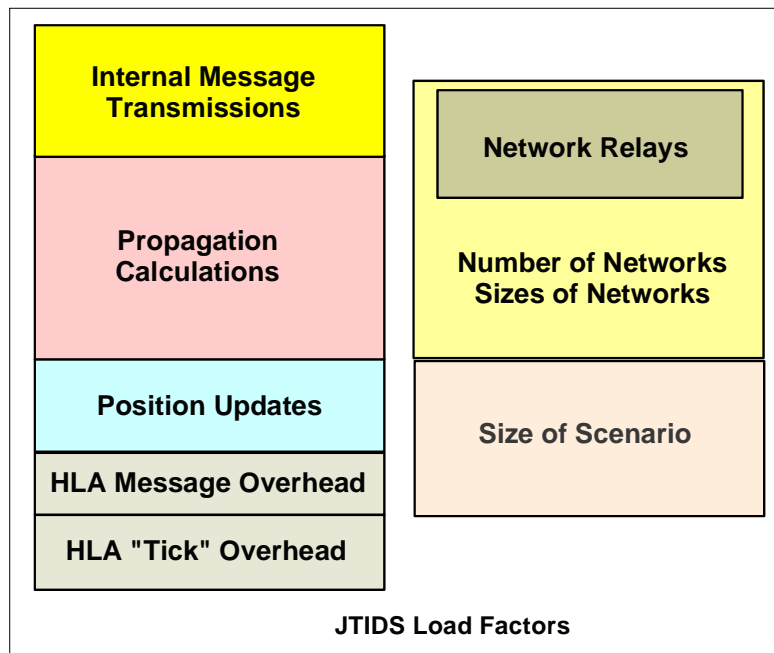 Internal Message
Transmissions
Propagation
Calculations
Position Updates
HLA Message Overhead
HLA "Tick" Overhead
Network Relays
Number of Networks
Sizes of Networks
Size of Scenario
JTIDS Load Factors